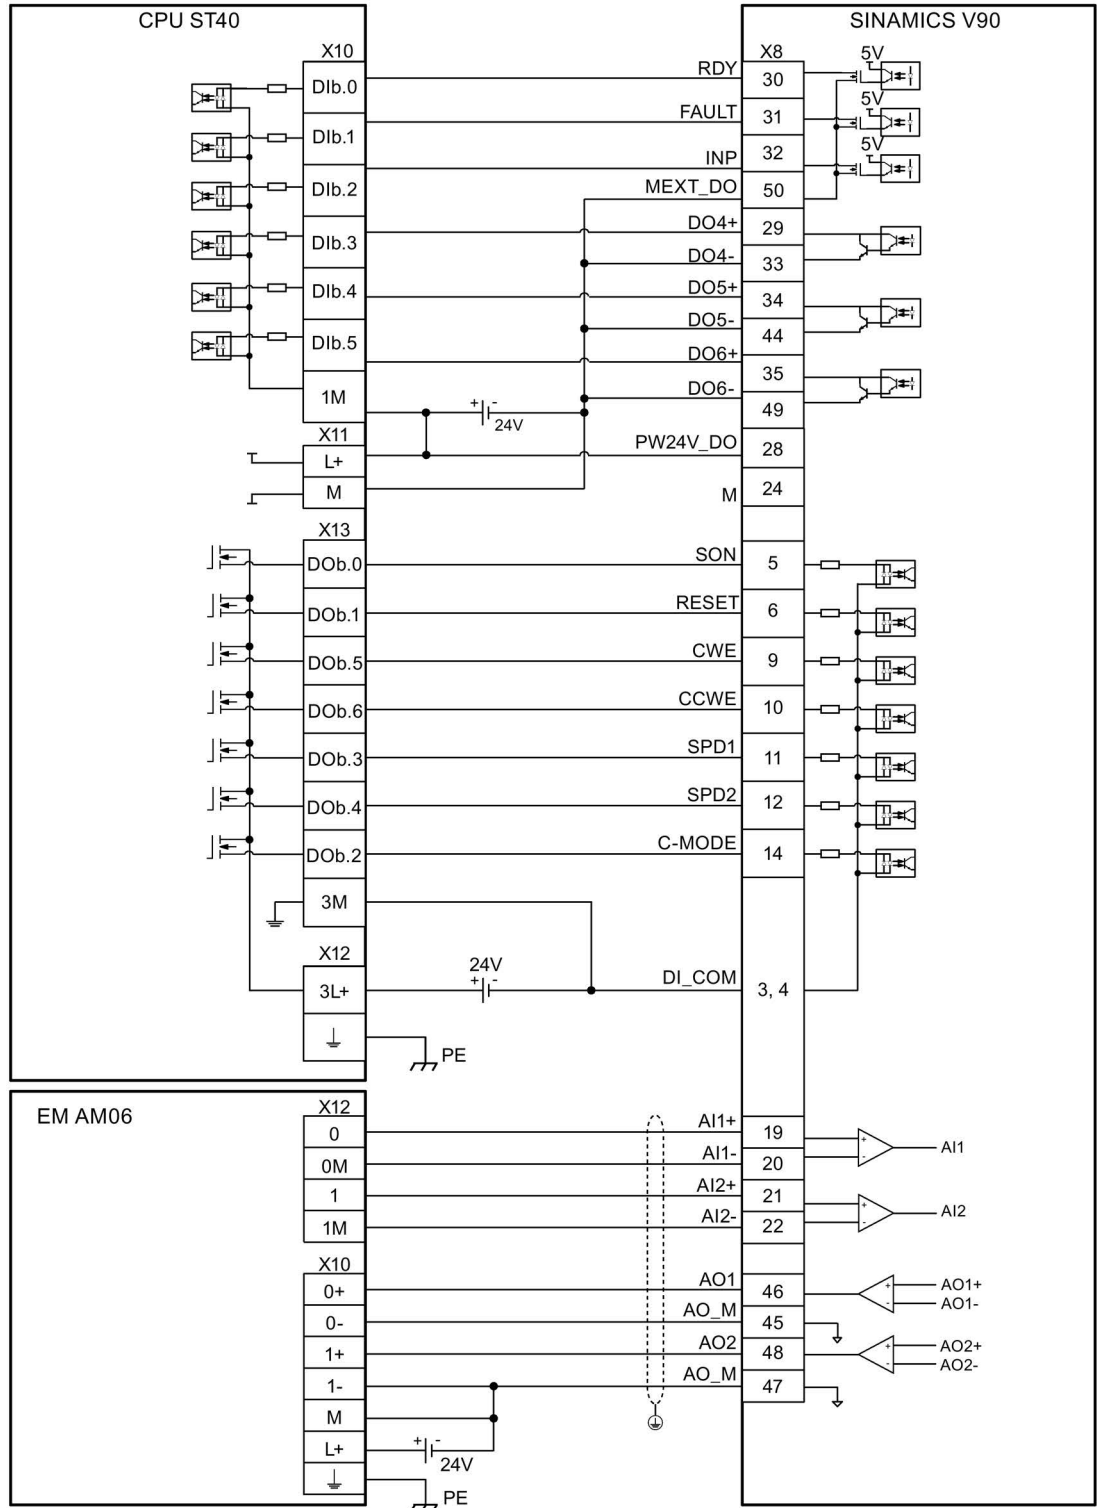 CPU ST40
SINAMICS V90
X10
X8
5V
DIb.0
RDY
30
5V
DIb.1
FAULT
31
5V
DIb.2
INP
32
MEXT_DO
50
DIb.3
DO4+
29
DO4-
33
DIb.4
DO5+
34
DO5-
44
DIb.5
DO6+
35
1M
DO6-
49
+ -
24V
X11
L+
PW24V_DO
28
M
M
24
X13
DOb.0
SON
5
DOb.1
RESET
6
DOb.5
CWE
9
DOb.6
CCWE
10
DOb.3
SPD1
11
DOb.4
SPD2
12
DOb.2
C-MODE
14
3M
X12
24V
+ -
3L+
DI_COM
3, 4
PE
EM AM06
X12
0
AI1+
19
+
-
AI1
0M
AI1-
20
1
AI2+
21
+
-
AI2
1M
AI2-
22
X10
0+
AO1
46
+
-
AO1+
AO1-
0-
AO_M
45
1+
AO2
48
+
-
AO2+
AO2-
1-
AO_M
47
M
L+
+ -
24V
PE